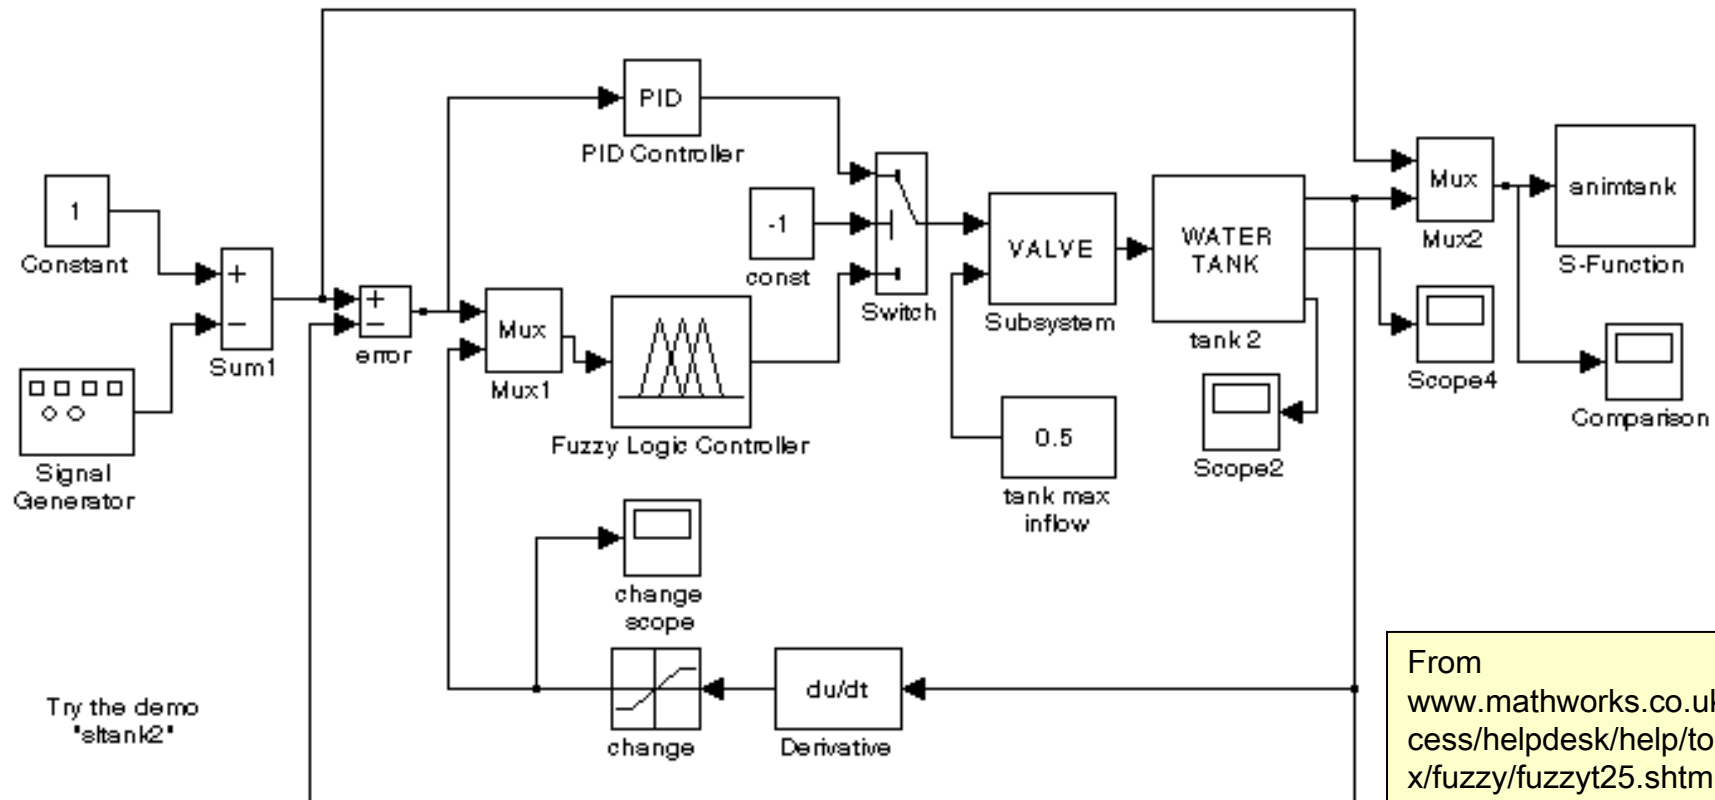 PID
PID Controller
1
Constant
+
−
Sum1
Signal
Generator
+
−
error
Mux
Mux1
Fuzzy Logic Controller
-1
const
Switch
VALVE
Subsystem
0.5
tank max
inflow
WATER
TANK
tank 2
Scope2
Mux
Mux2
Scope4
animtank
S-Function
Comparison
change
scope
change
du/dt
Derivative
Try the demo
"sltank2"
From
www.mathworks.co.uk
cess/helpdesk/help/to
x/fuzzy/fuzzyt25.shtm